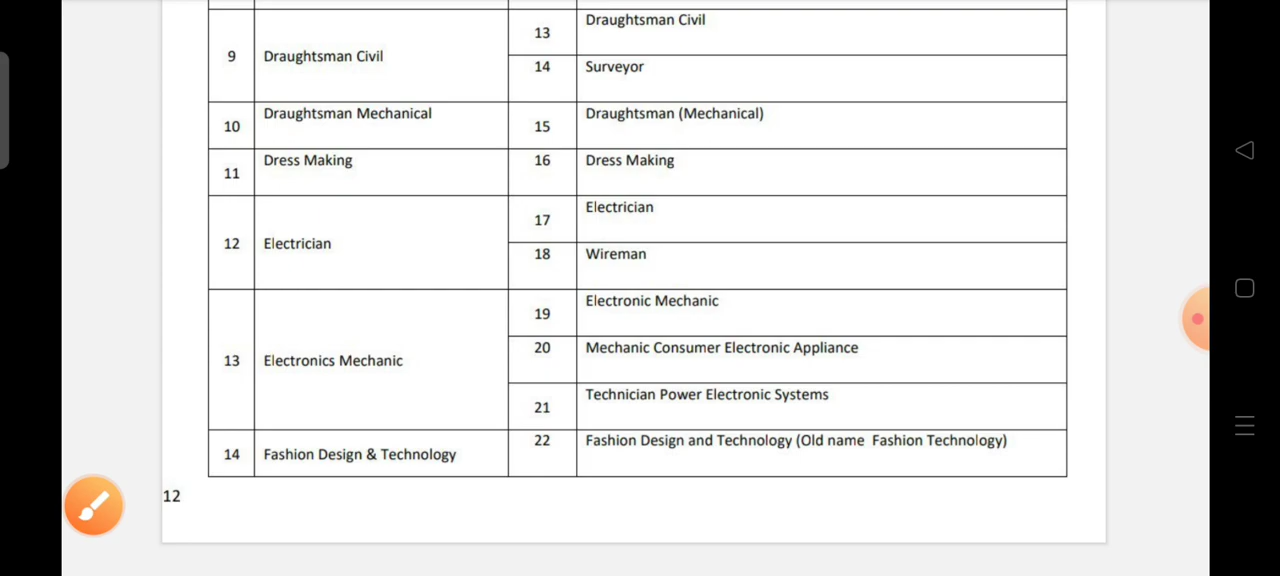 9 Draughtsman Civil 13 Draughtsman Civil
14 Surveyor
10 Draughtsman Mechanical 15 Draughtsman (Mechanical)
11 Dress Making 16 Dress Making
12 Electrician 17 Electrician
18 Wireman
13 Electronics Mechanic 19 Electronic Mechanic
20 Mechanic Consumer Electronic Appliance
21 Technician Power Electronic Systems
14 Fashion Design & Technology 22 Fashion Design and Technology (Old name Fashion Technology)
12